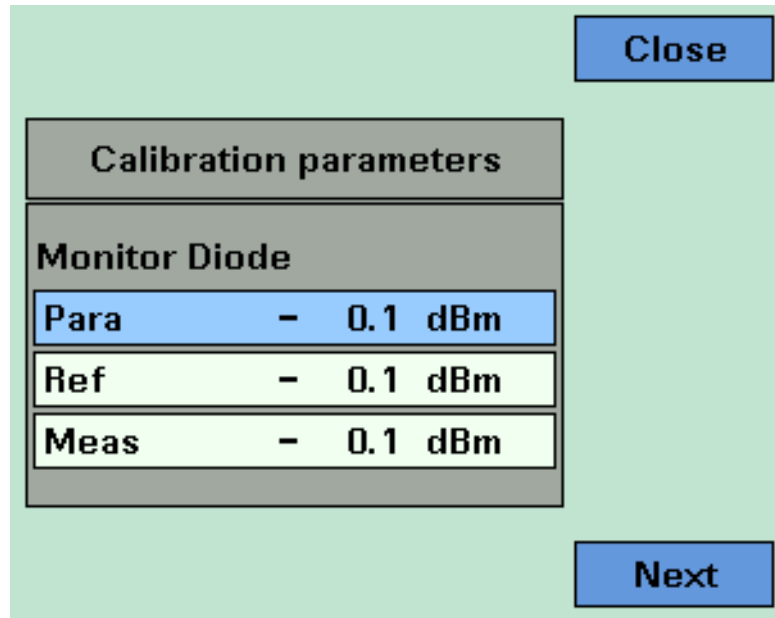 Close
Calibration parameters
Monitor Diode
Para - 0.1 dBm
Ref - 0.1 dBm
Meas - 0.1 dBm
Next